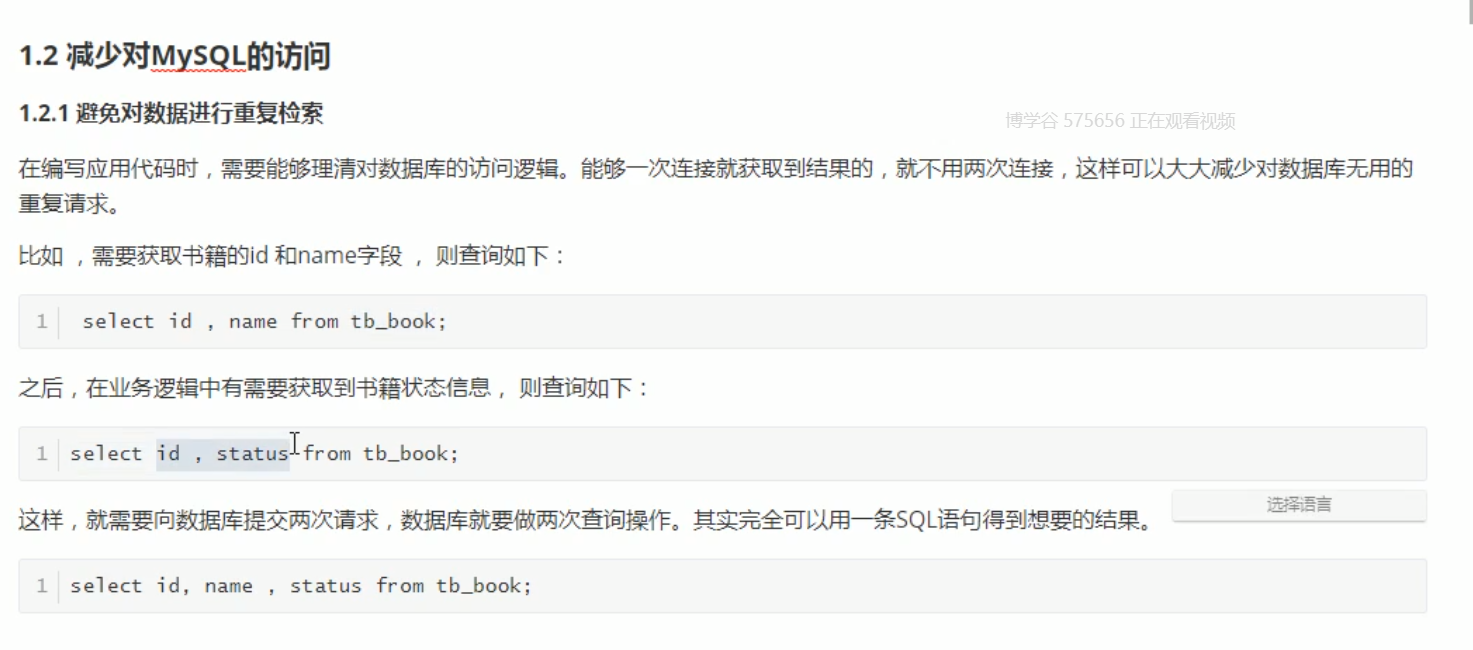 1.2 减少对MySQL的访问
1.2.1 避免对数据进行重复检索
博学谷 575656 正在观看视频
在编写应用代码时，需要能够理清对数据库的访问逻辑。能够一次连接就获取到结果的，就不用两次连接，这样可以大大减少对数据库无用的
重复请求。
比如 ，需要获取书籍的id 和name字段 ， 则查询如下：
1 select id , name from tb_book;
之后，在业务逻辑中有需要获取到书籍状态信息， 则查询如下：
1 select id , status from tb_book;
这样，就需要向数据库提交两次请求，数据库就要做两次查询操作。其实完全可以用一条SQL语句得到想要的结果。
选择语言
1 select id, name , status from tb_book;